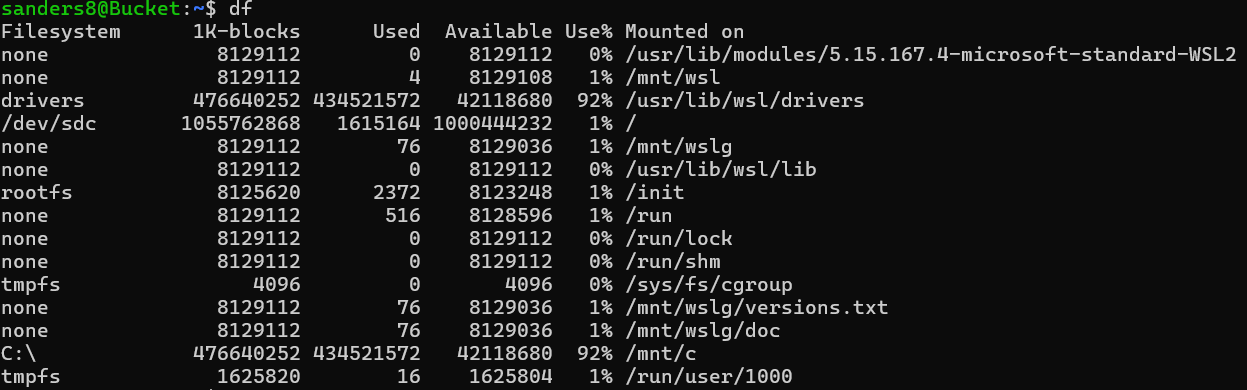 sanders8@Bucket:~$ df
Filesystem      1K-blocks      Used  Available Use% Mounted on
none              8129112         0    8129112   0% /usr/lib/modules/5.15.167.4-microsoft-standard-WSL2
none              8129112         4    8129108   1% /mnt/wsl
drivers         476640252 434521572   42118680  92% /usr/lib/wsl/drivers
/dev/sdc       1055762868   1615164 1000444232   1% /
none              8129112        76    8129036   1% /mnt/wslg
none              8129112         0    8129112   0% /usr/lib/wsl/lib
rootfs            8125620      2372    8123248   1% /init
none              8129112       516    8128596   1% /run
none              8129112         0    8129112   0% /run/lock
none              8129112         0    8129112   0% /run/shm
tmpfs                4096         0       4096   0% /sys/fs/cgroup
none              8129112        76    8129036   1% /mnt/wslg/versions.txt
none              8129112        76    8129036   1% /mnt/wslg/doc
C:\             476640252 434521572   42118680  92% /mnt/c
tmpfs             1625820        16    1625804   1% /run/user/1000